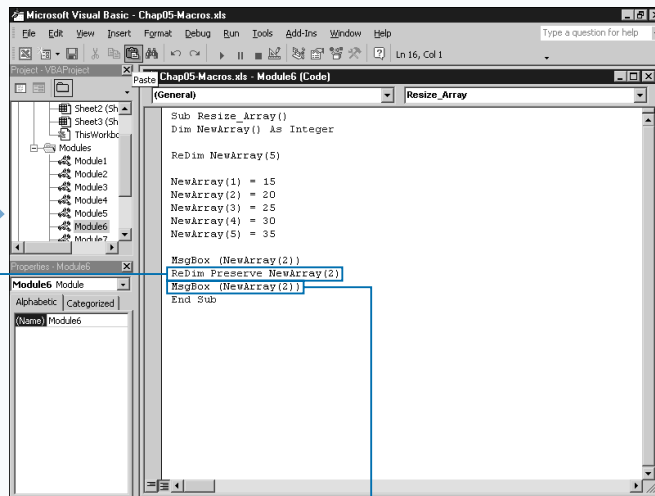 Microsoft Visual Basic - Chap05-Macros.xls
File Edit View Insert Format Debug Run Tools Add-Ins Window Help
Type a question for help
Ln 16, Col 1
Project - VBAProject
Paste
Chap05-Macros.xls - Module6 (Code)
(General)
Resize_Array
Sheet2 (Sh
Sheet3 (Sh
ThisWorkbo
Modules
Module1
Module2
Module3
Module4
Module5
Module6
Module7
Sub Resize_Array()
Dim NewArray() As Integer
ReDim NewArray(5)
NewArray(1) = 15
NewArray(2) = 20
NewArray(3) = 25
NewArray(4) = 30
NewArray(5) = 35
MsgBox (NewArray(2))
ReDim Preserve NewArray(2)
MsgBox (NewArray(2))
End Sub
Properties - Module6
Module6 Module
Alphabetic Categorized
(Name) Module6